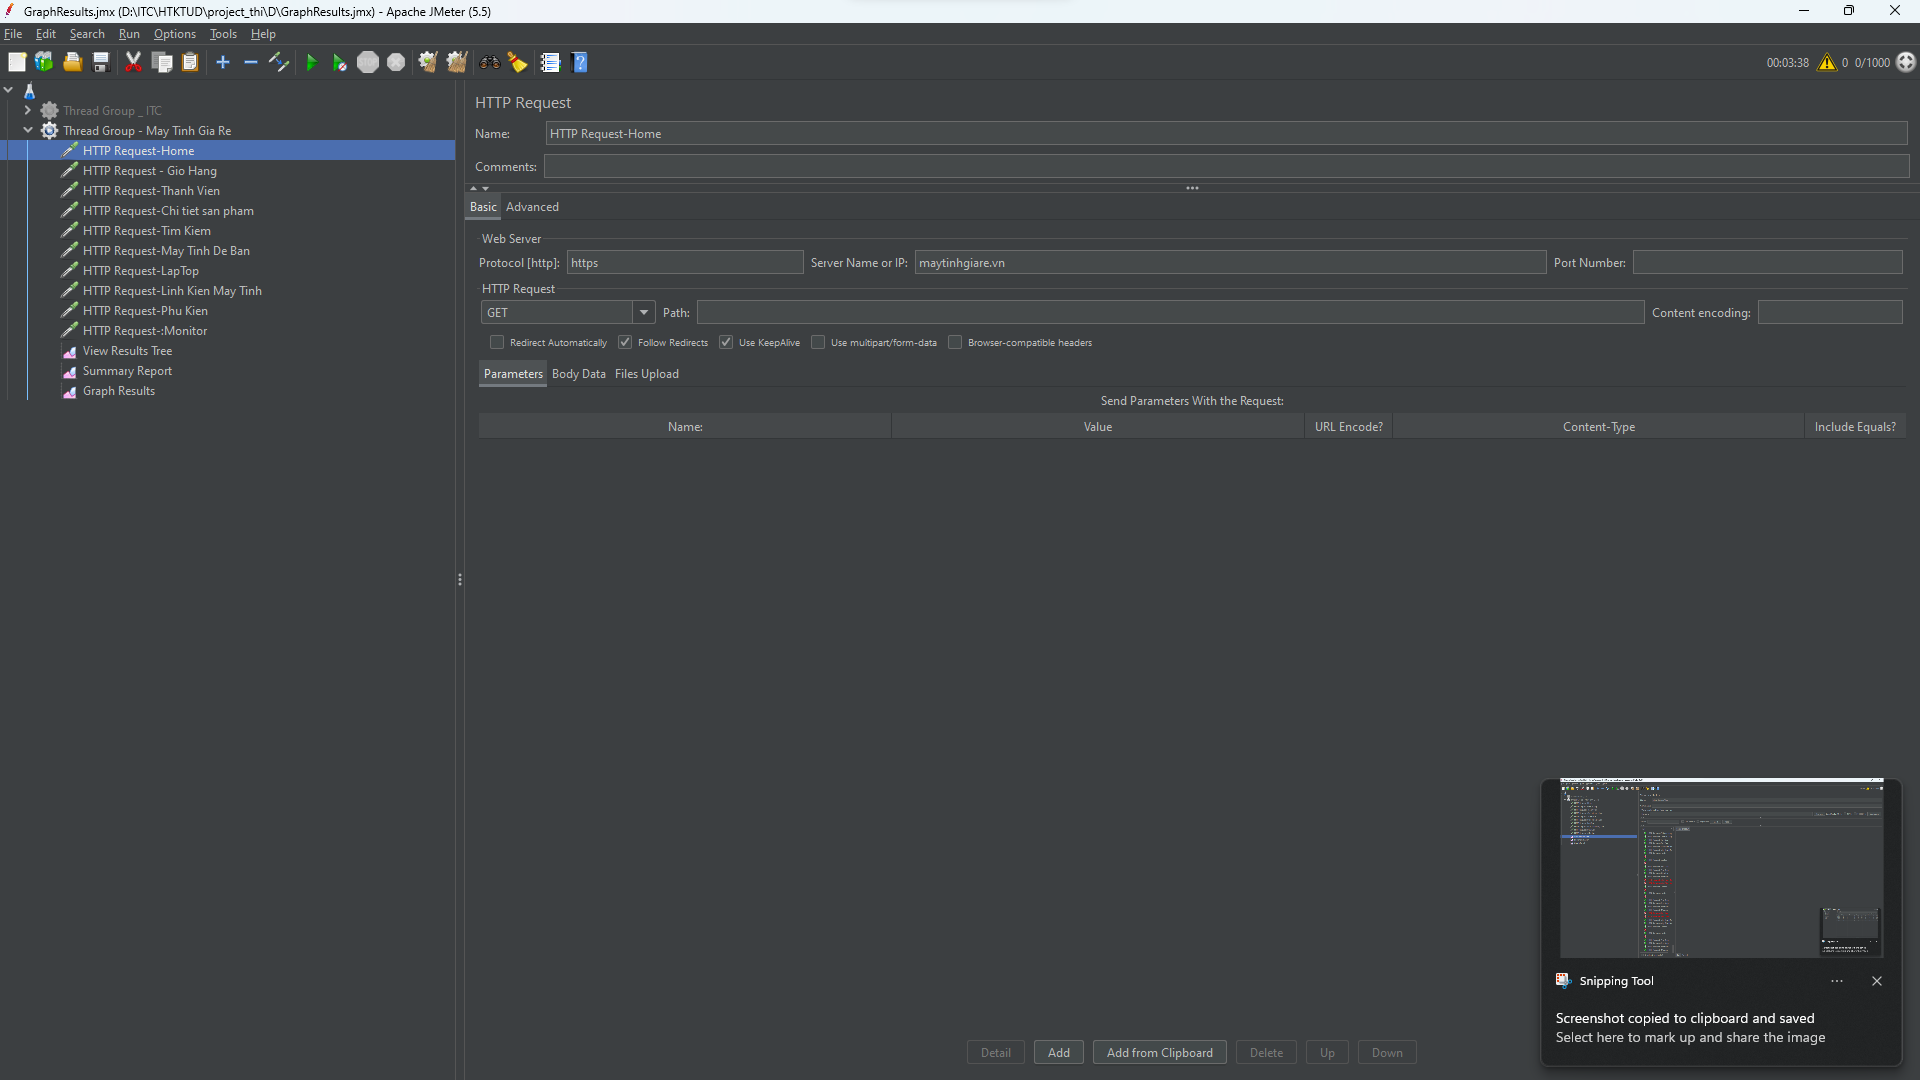 GraphResults.jmx (D:\ITC\HTKTUD\project_thi\D\GraphResults.jmx) - Apache JMeter (5.5)
File Edit Search Run Options Tools Help
STOP
00:03:38 0 0/1000
Thread Group _ ITC
Thread Group - May Tinh Gia Re
HTTP Request-Home
HTTP Request - Gio Hang
HTTP Request-Thanh Vien
HTTP Request-Chi tiet san pham
HTTP Request-Tim Kiem
HTTP Request-May Tinh De Ban
HTTP Request-LapTop
HTTP Request-Linh Kien May Tinh
HTTP Request-Phu Kien
HTTP Request-:Monitor
View Results Tree
Summary Report
Graph Results
HTTP Request
Name: HTTP Request-Home
Comments:
Basic Advanced
Web Server
Protocol [http]: https Server Name or IP: maytinhgiare.vn Port Number:
HTTP Request
GET Path: Content encoding:
Redirect Automatically Follow Redirects Use KeepAlive Use multipart/form-data Browser-compatible headers
Parameters Body Data Files Upload
Send Parameters With the Request:
Name: Value URL Encode? Content-Type Include Equals?
Detail Add Add from Clipboard Delete Up Down
Snipping Tool
Screenshot copied to clipboard and saved
Select here to mark up and share the image